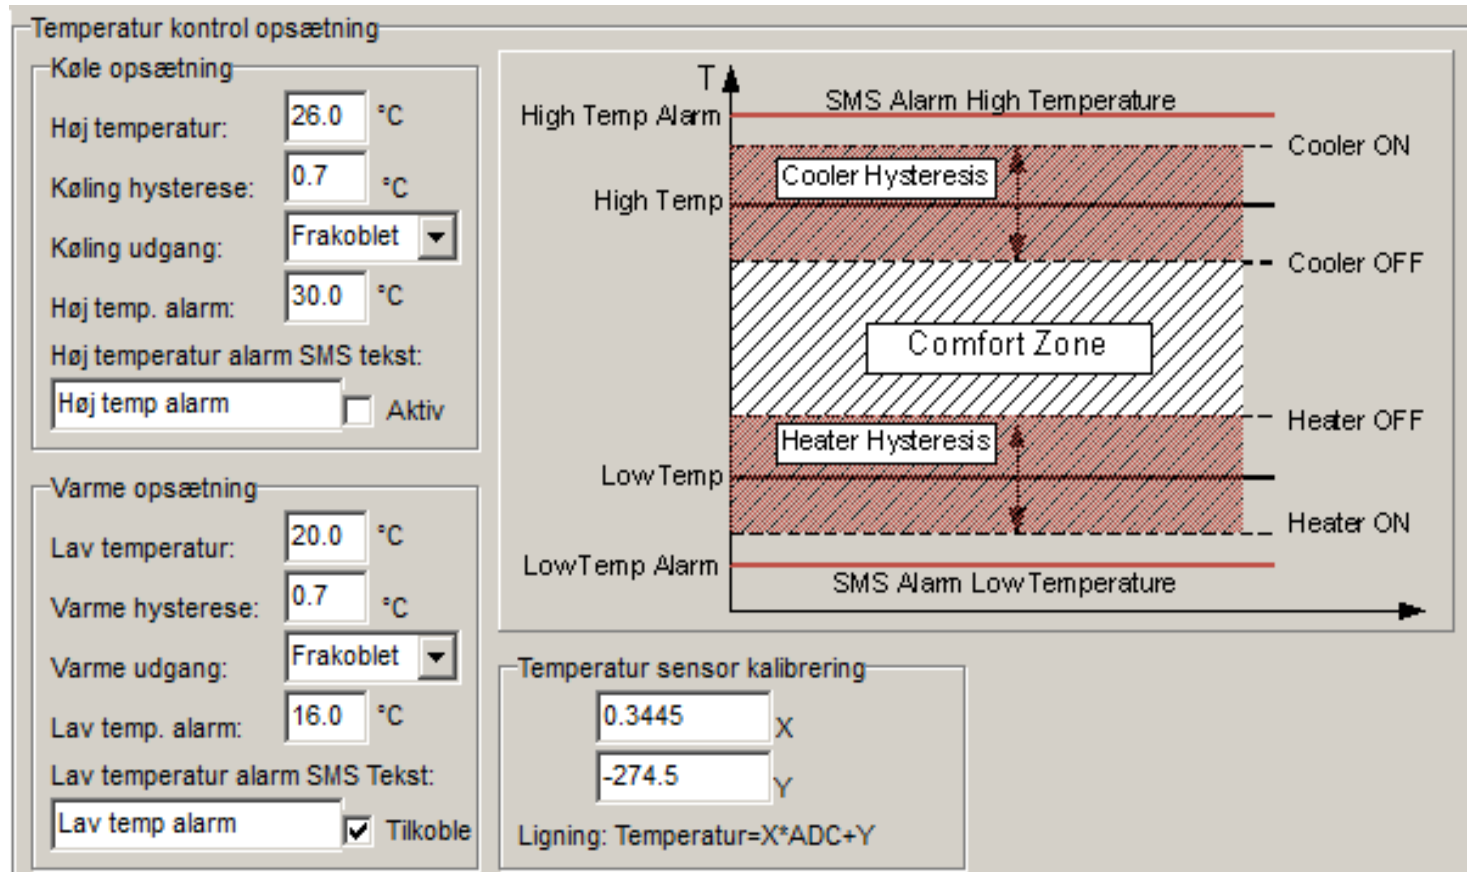 Temperatur kontrol opsætning
Køle opsætning
Høj temperatur: 26.0 °C
Køling hysterese: 0.7 °C
Køling udgang: Frakoblet
Høj temp. alarm: 30.0 °C
Høj temperatur alarm SMS tekst:
Høj temp alarm Aktiv
Varme opsætning
Lav temperatur: 20.0 °C
Varme hysterese: 0.7 °C
Varme udgang: Frakoblet
Lav temp. alarm: 16.0 °C
Lav temperatur alarm SMS Tekst:
Lav temp alarm Tilkoble
T
High Temp Alarm SMS Alarm High Temperature
Cooler ON
Cooler Hysteresis
High Temp
Cooler OFF
Comfort Zone
Heater OFF
Heater Hysteresis
Low Temp
Heater ON
Low Temp Alarm SMS Alarm Low Temperature
Temperatur sensor kalibrering
0.3445 X
-274.5 Y
Ligning: Temperatur=X*ADC+Y